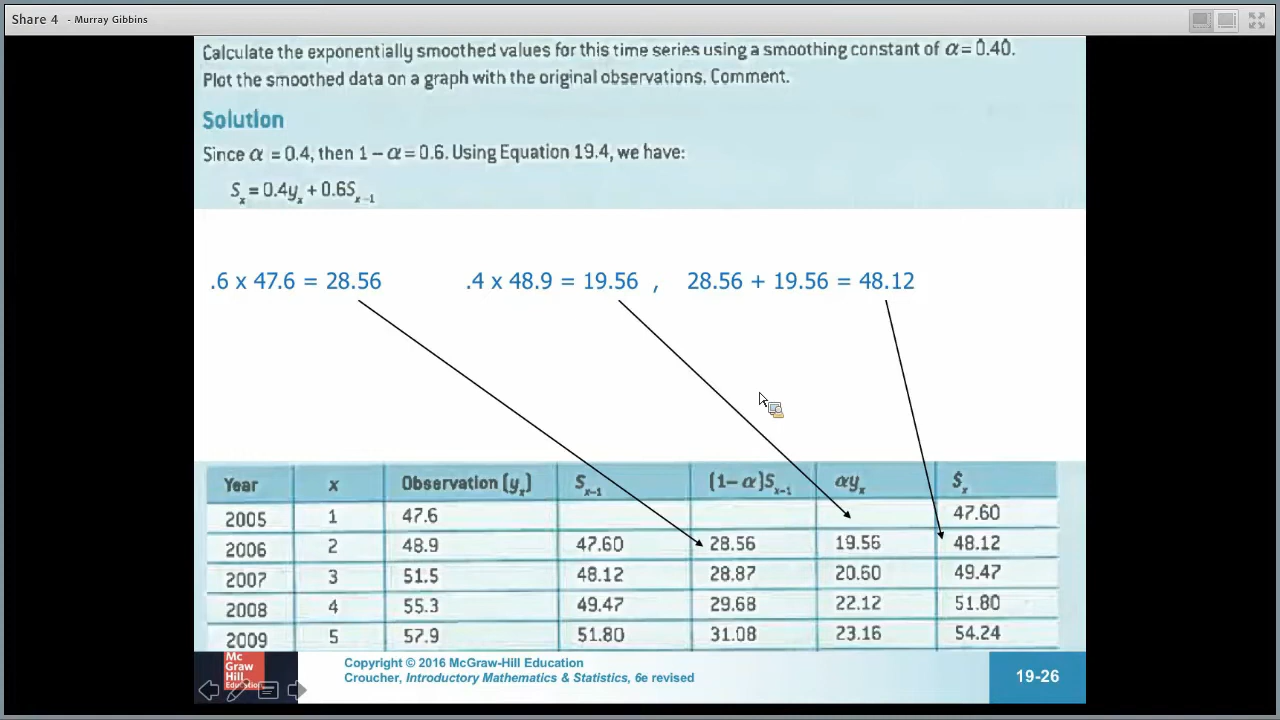 Share 4 - Murray Gibbins
Calculate the exponentially smoothed values for this time series using a smoothing constant of α = 0.40.
Plot the smoothed data on a graph with the original observations. Comment.
Solution
Since α = 0.4, then 1 – α = 0.6. Using Equation 19.4, we have:
Sx = 0.4yx + 0.6Sx–1
.6 x 47.6 = 28.56 .4 x 48.9 = 19.56 , 28.56 + 19.56 = 48.12
Year x Observation (yx) Sx–1 (1– α)Sx–1 αyx $x
2005 1 47.6 47.60
2006 2 48.9 47.60 28.56 19.56 48.12
2007 3 51.5 48.12 28.87 20.60 49.47
2008 4 55.3 49.47 29.68 22.12 51.80
2009 5 57.9 51.80 31.08 23.16 54.24
Mc
Graw
Hill
Education
Copyright © 2016 McGraw-Hill Education
Croucher, Introductory Mathematics & Statistics, 6e revised
19-26